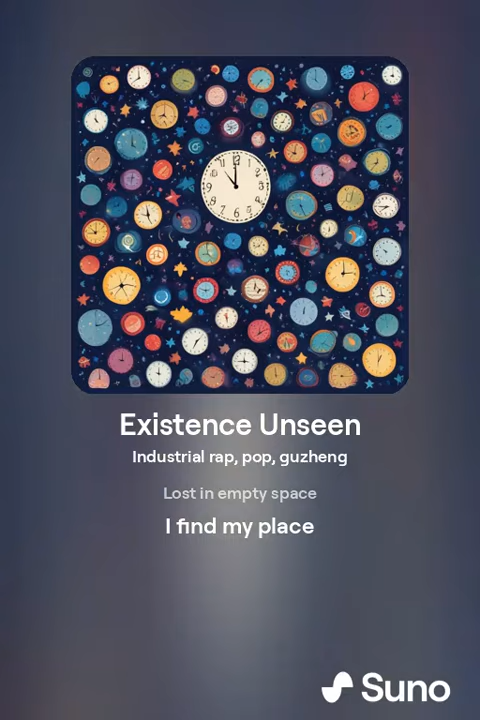 Existence Unseen
Industrial rap, pop, guzheng
Lost in empty space
I find my place
Suno